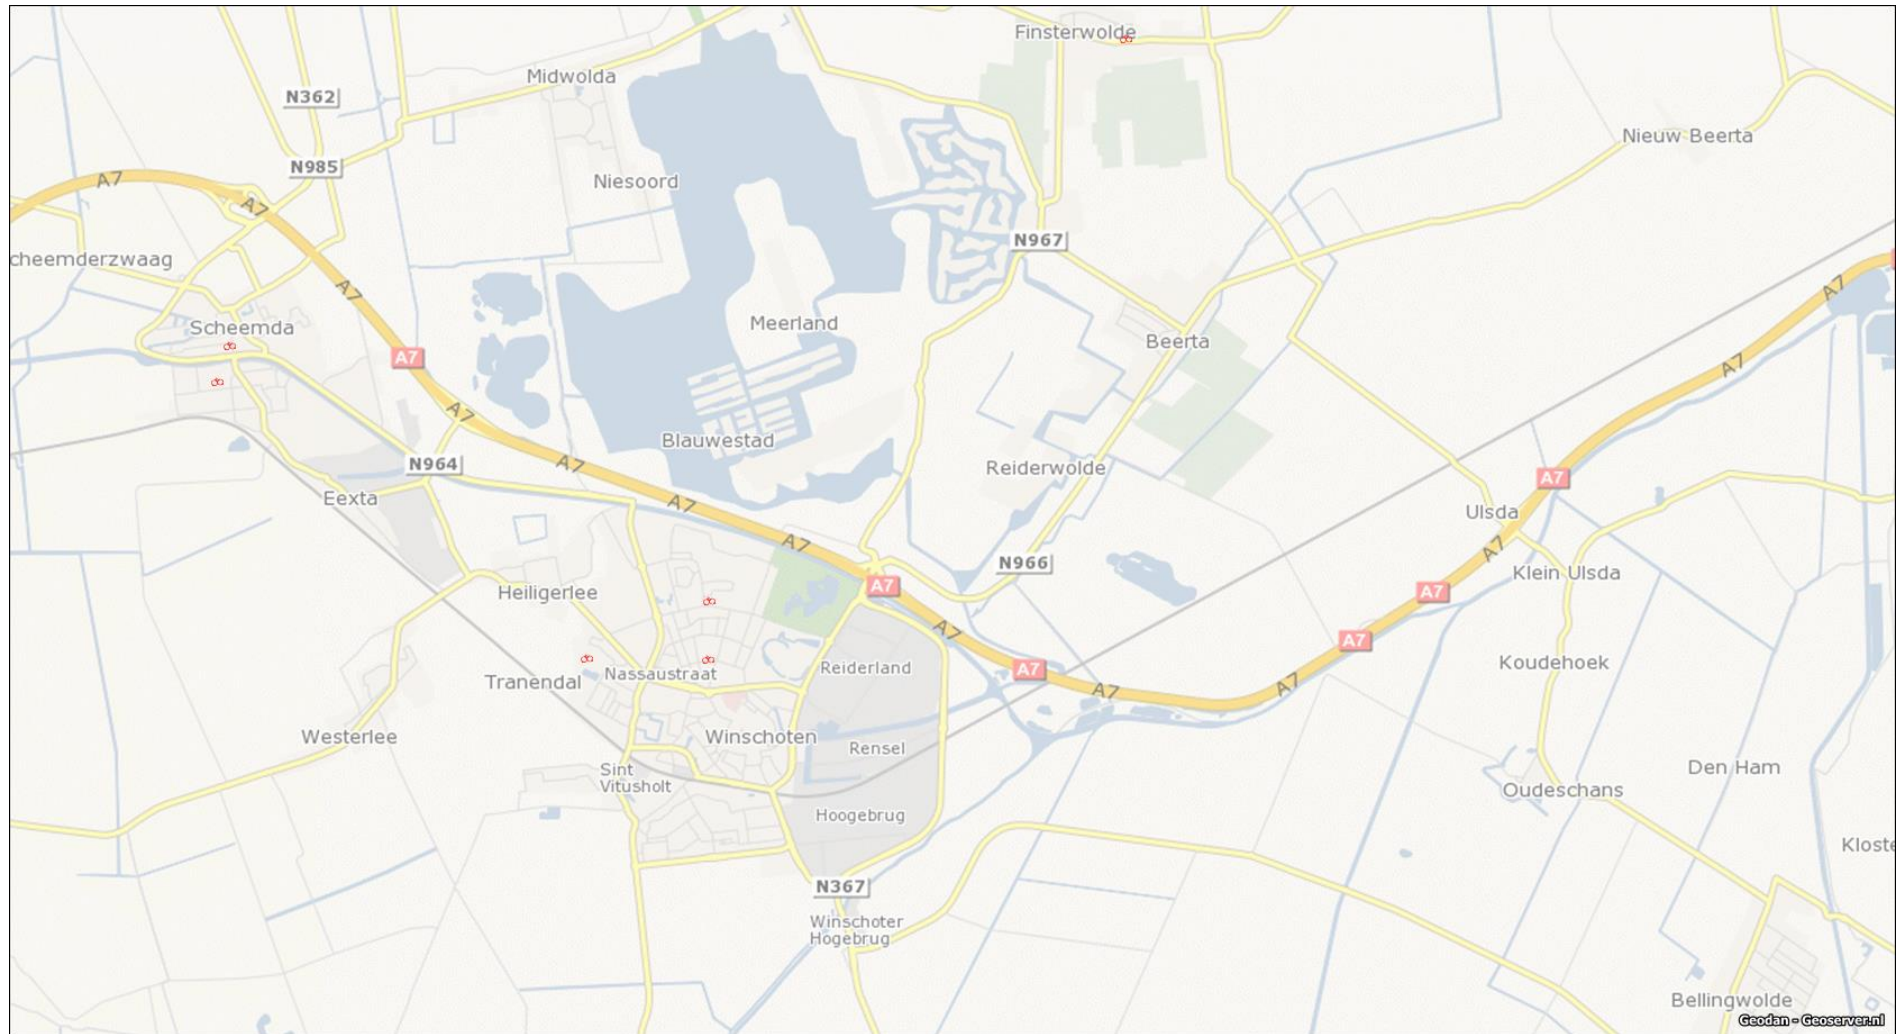 Finsterwolde
Midwolda
N362
Nieuw Beerta
N985
A7
Niesoord
A7
N967
cheemderzwaag
A7
A7
Scheemda
Meerland
Beerta
A7
A7
A7
Blauwestad
N964
A7
Reiderwolde
A7
Eexta
A7
Ulsda
A7
A7
N966
Klein Ulsda
A7
Heiligerlee
A7
A7
A7
Koudehoek
Reiderland
A7
Nassaustraat
Tranendal
A7
A7
Westerlee
Winschoten
Rensel
Den Ham
Sint
Vitusholt
Oudeschans
Hoogebrug
Kloste
N367
Winschoter
Hogebrug
Bellingwolde
Geodan - Geoserver.nl